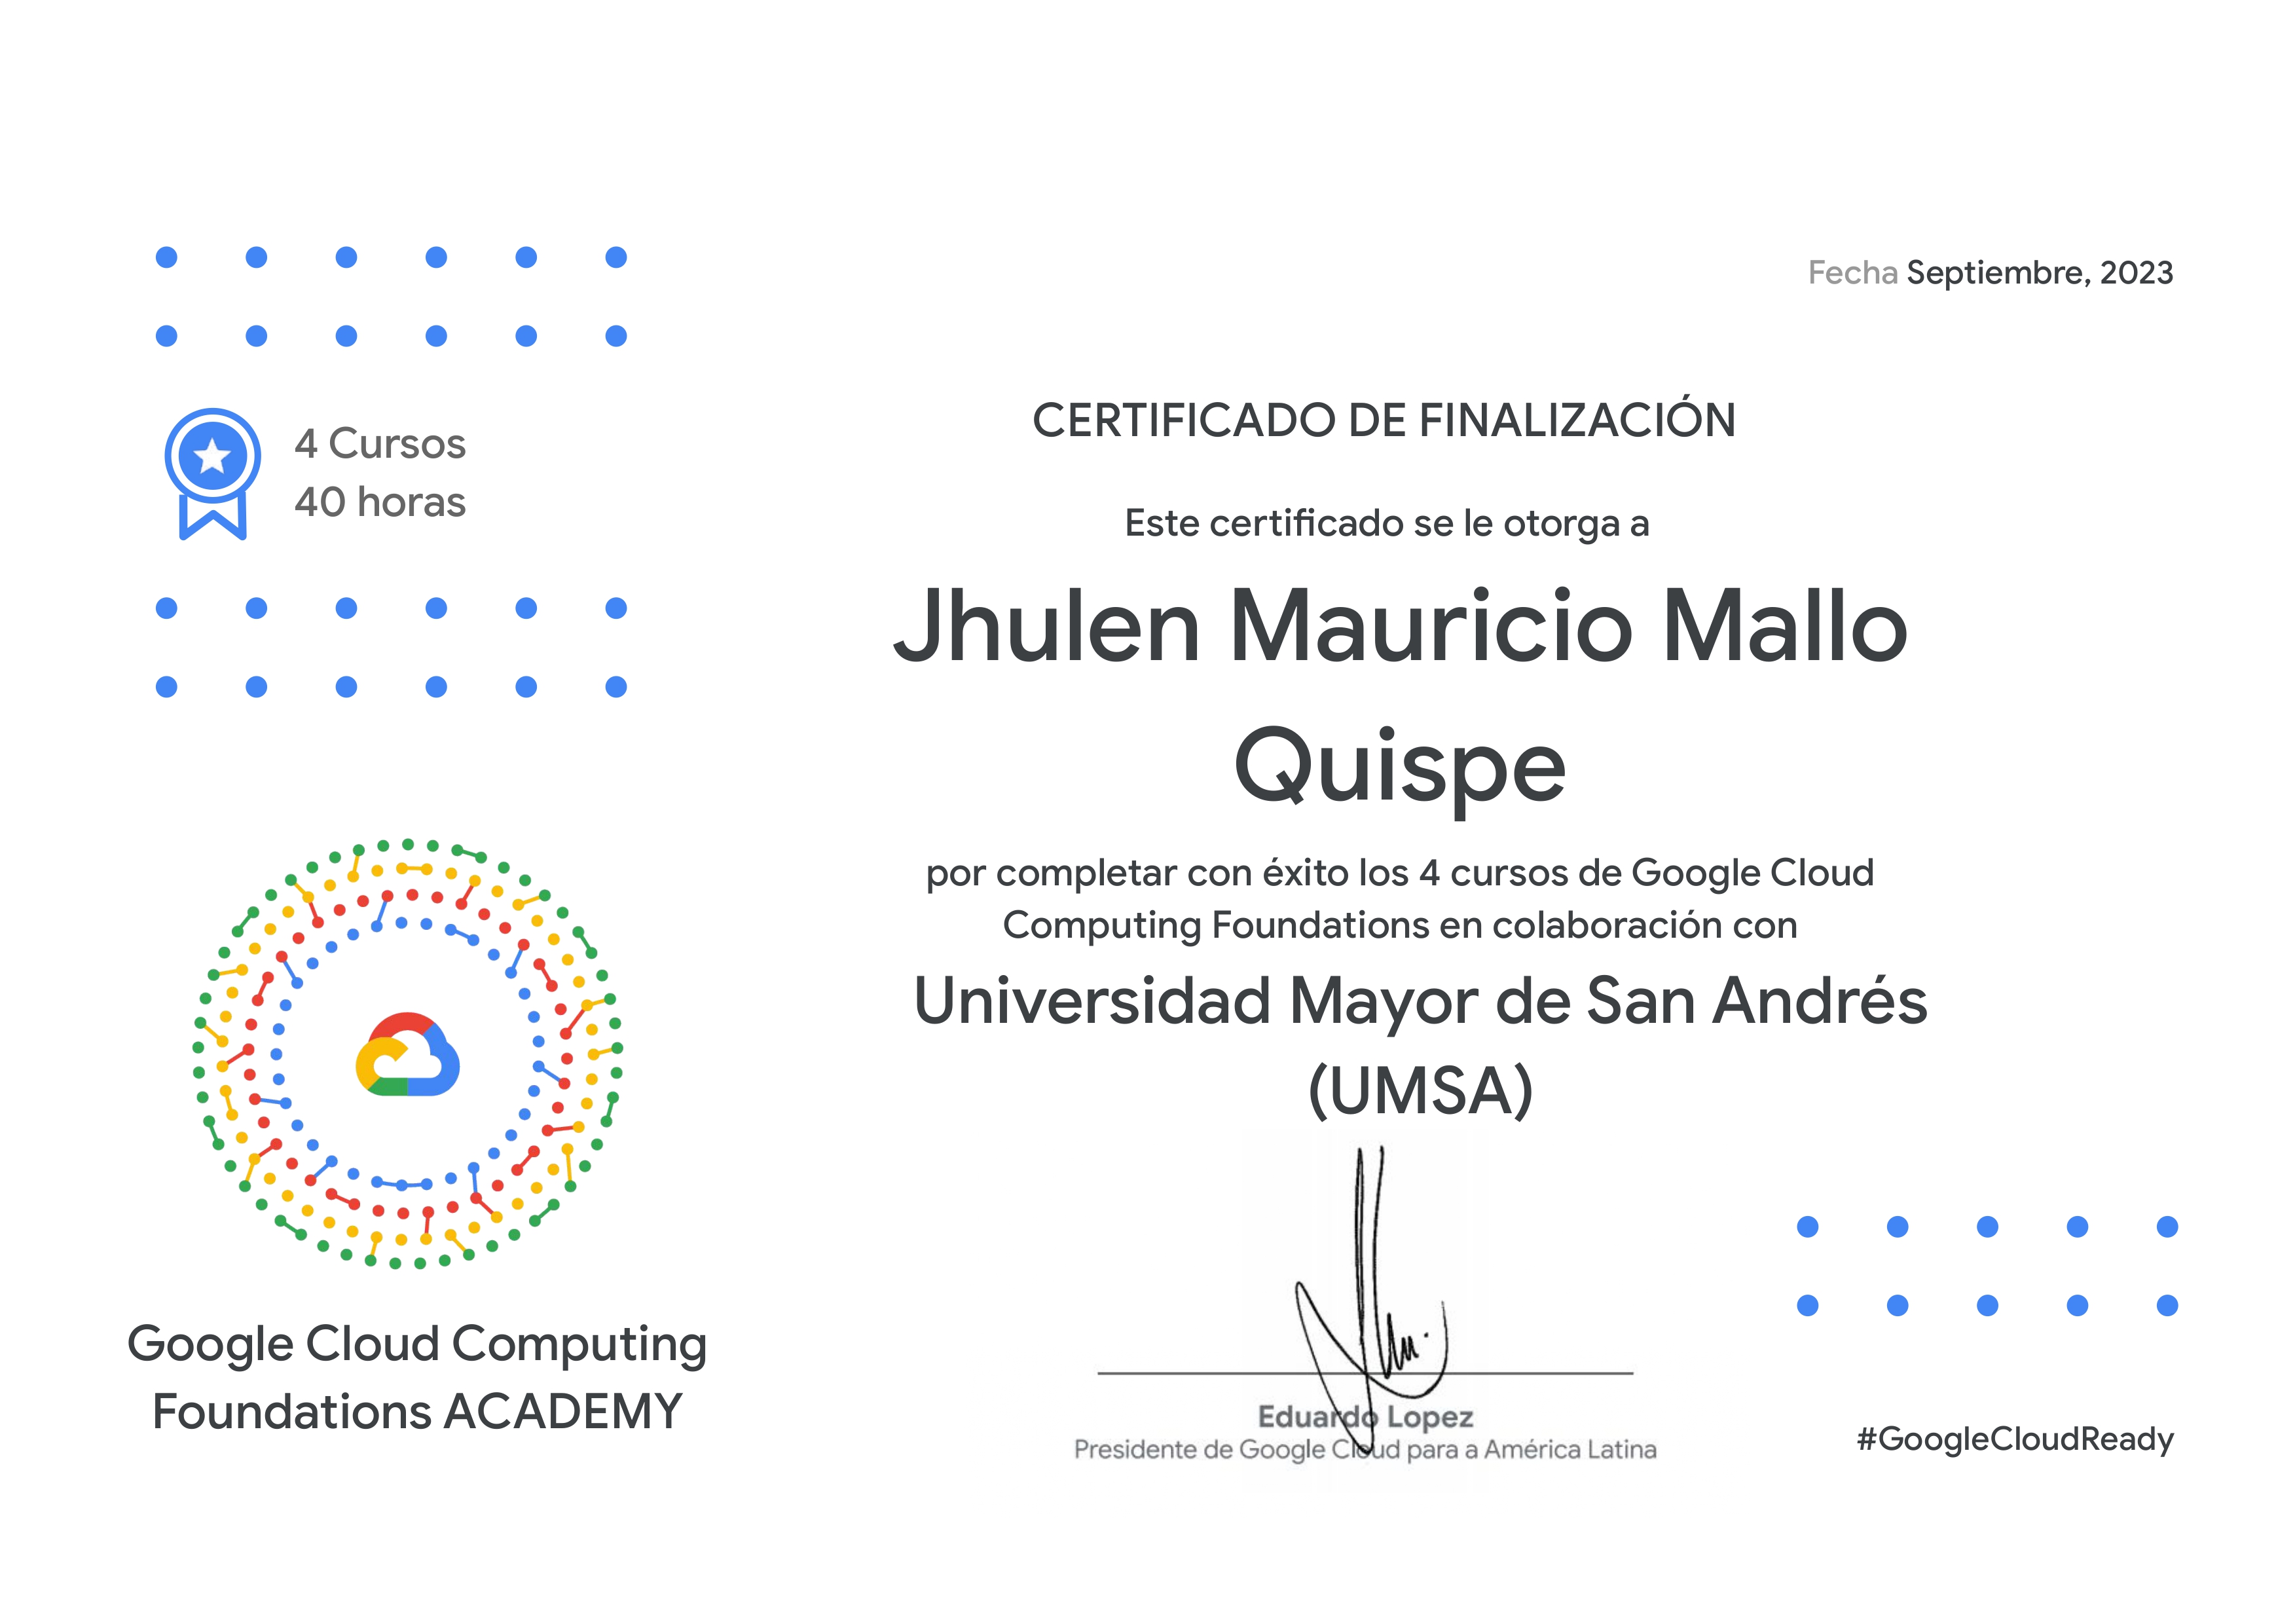 Fecha Septiembre, 2023
4 Cursos
40 horas
CERTIFICADO DE FINALIZACIÓN
Este certificado se le otorga a
Jhulen Mauricio Mallo
Quispe
por completar con éxito los 4 cursos de Google Cloud
Computing Foundations en colaboración con
Universidad Mayor de San Andrés
(UMSA)
Google Cloud Computing
Foundations ACADEMY
Eduardo Lopez
Presidente de Google Cloud para a América Latina
#GoogleCloudReady